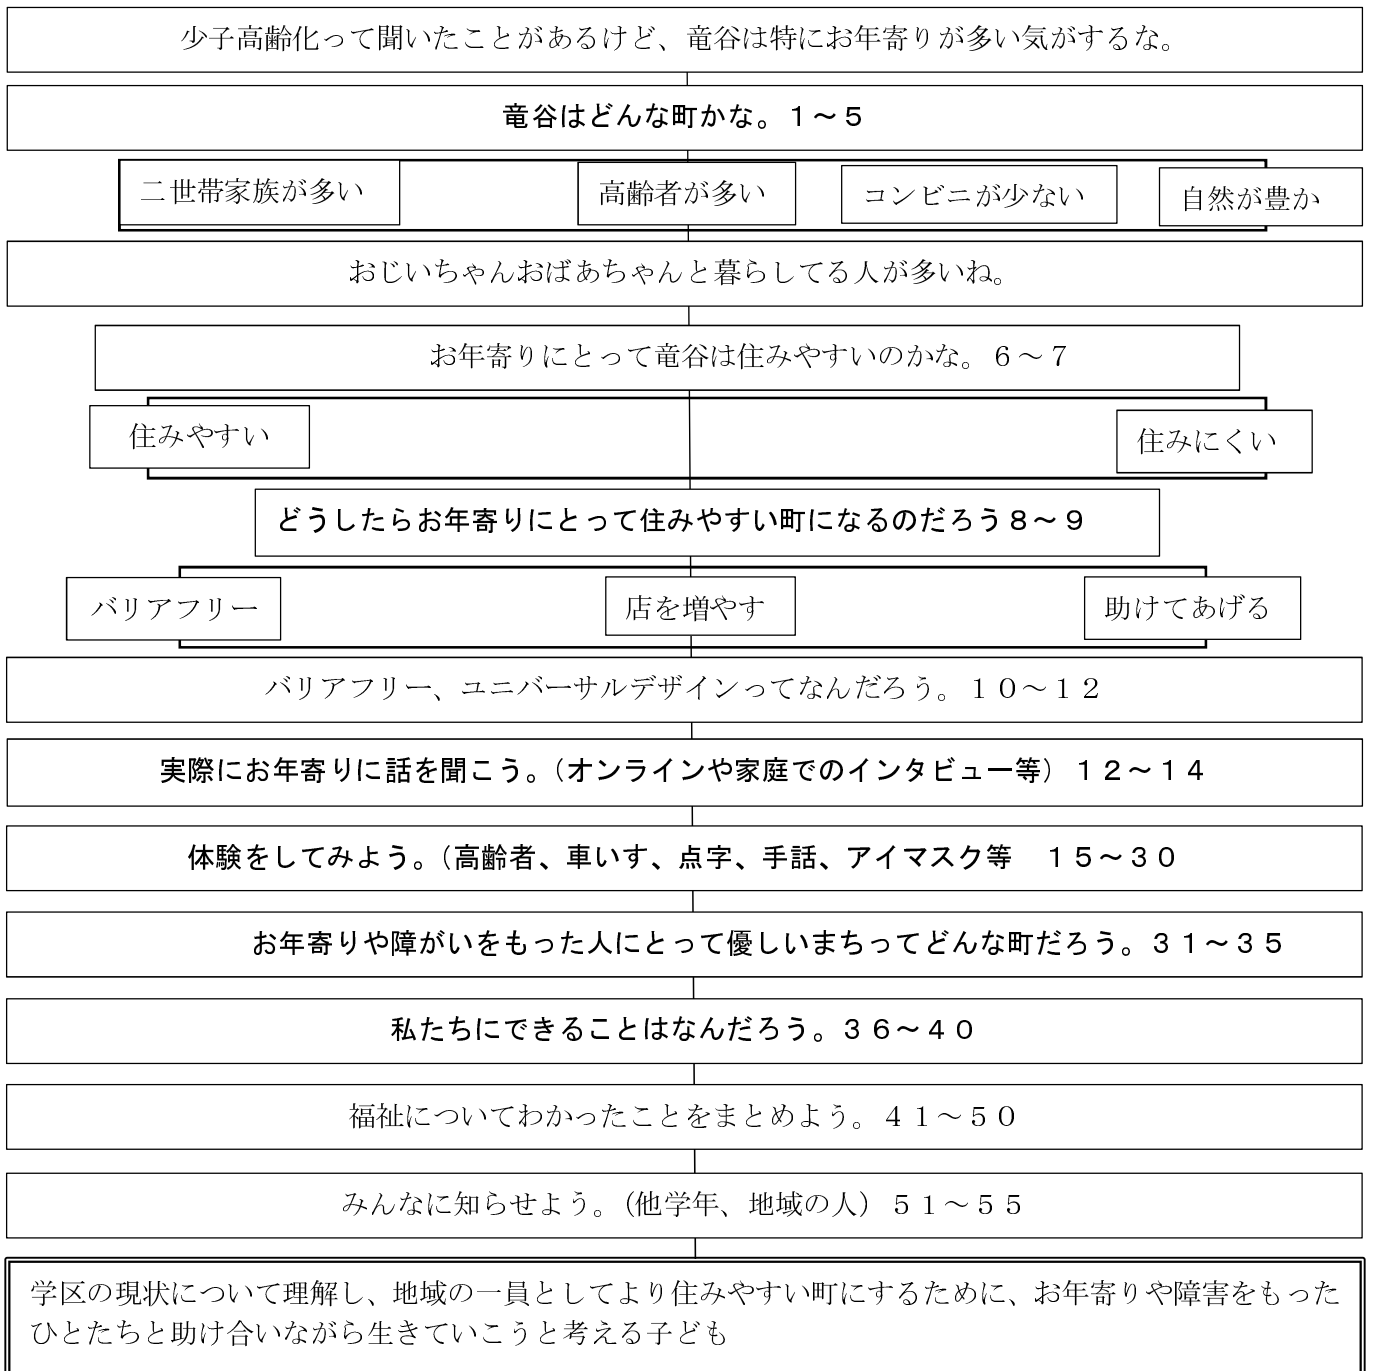 少子高齢化って聞いたことがあるけど、竜谷は特にお年寄りが多い気がするな。
竜谷はどんな町かな。１～５
二世帯家族が多い
高齢者が多い
コンビニが少ない
自然が豊か
おじいちゃんおばあちゃんと暮らしてる人が多いね。
お年寄りにとって竜谷は住みやすいのかな。６～７
住みやすい
住みにくい
どうしたらお年寄りにとって住みやすい町になるのだろう８～９
バリアフリー
店を増やす
助けてあげる
バリアフリー、ユニバーサルデザインってなんだろう。１０～１２
実際にお年寄りに話を聞こう。（オンラインや家庭でのインタビュー等）１２～１４
体験をしてみよう。（高齢者、車いす、点字、手話、アイマスク等　１５～３０
お年寄りや障がいをもった人にとって優しいまちってどんな町だろう。３１～３５
私たちにできることはなんだろう。３６～４０
福祉についてわかったことをまとめよう。４１～５０
みんなに知らせよう。（他学年、地域の人）５１～５５
学区の現状について理解し、地域の一員としてより住みやすい町にするために、お年寄りや障害をもった
ひとたちと助け合いながら生きていこうと考える子ども